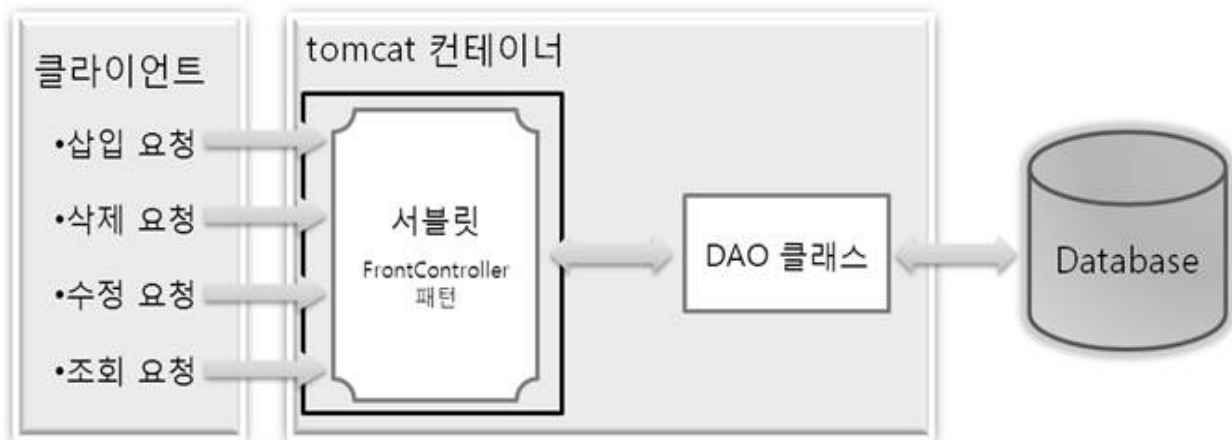 클라이언트
•삽입 요청
•삭제 요청
•수정 요청
•조회 요청
tomcat 컨테이너
서블릿
FrontController
패턴
DAO 클래스
Database